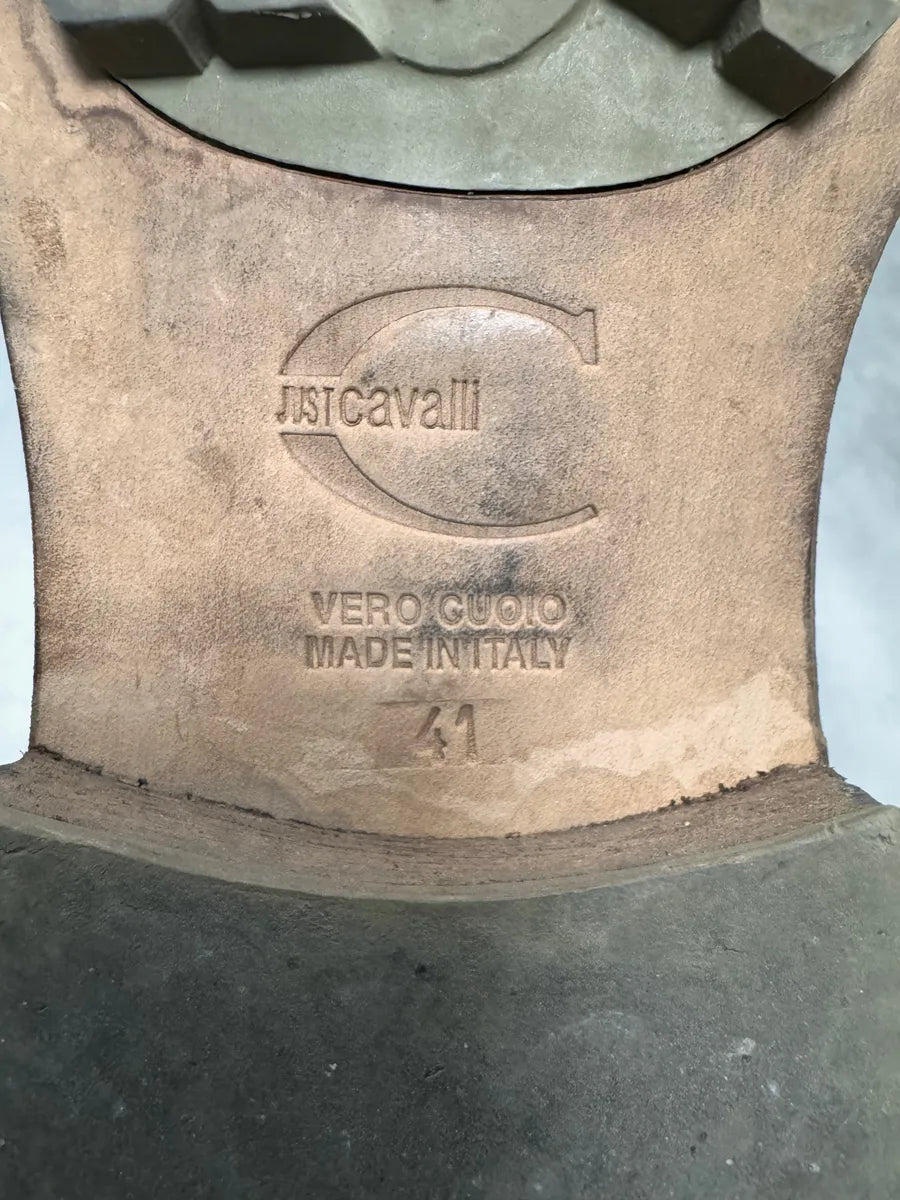 JUST cavalli
VERO CUOIO
MADE IN ITALY
41